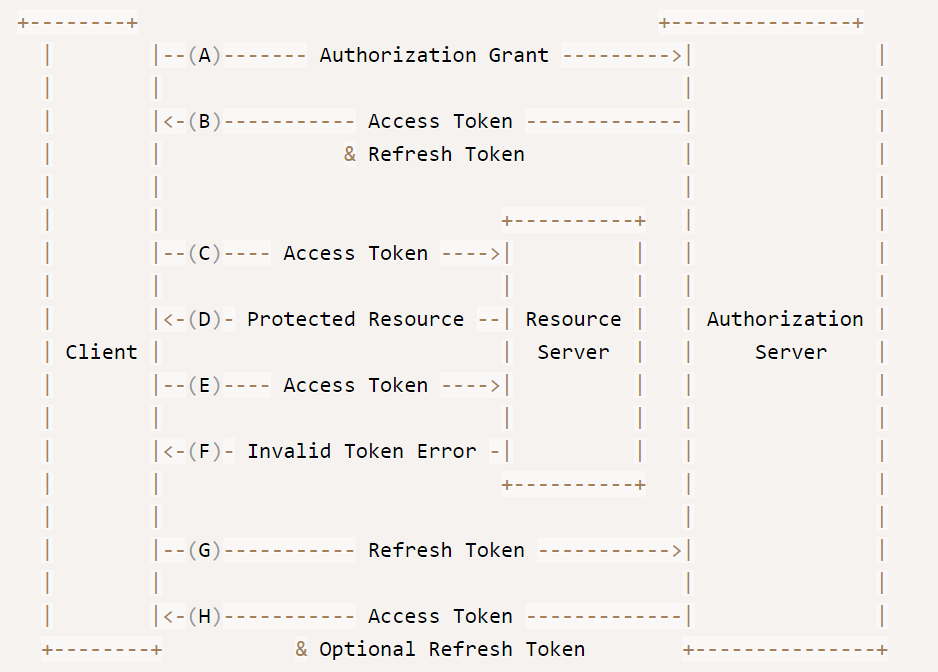 +--------+                                           +---------------+
  |        |--(A)------- Authorization Grant --------->|               |
  |        |                                           |               |
  |        |<-(B)----------- Access Token -------------|               |
  |        |               & Refresh Token             |               |
  |        |                                           |               |
  |        |                            +----------+   |               |
  |        |--(C)---- Access Token ---->|          |   |               |
  |        |                            |          |   |               |
  |        |<-(D)- Protected Resource --| Resource |   | Authorization |
  | Client |                            |  Server  |   |     Server    |
  |        |--(E)---- Access Token ---->|          |   |               |
  |        |                            |          |   |               |
  |        |<-(F)- Invalid Token Error -|          |   |               |
  |        |                            +----------+   |               |
  |        |                                           |               |
  |        |--(G)----------- Refresh Token ----------->|               |
  |        |                                           |               |
  |        |<-(H)----------- Access Token -------------|               |
  +--------+           & Optional Refresh Token        +---------------+